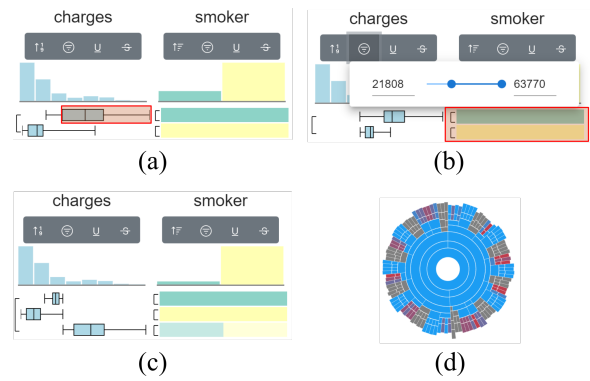 charges smoker
(a)
charges smoker
21808 63770
(b)
charges smoker
(c)
(d)